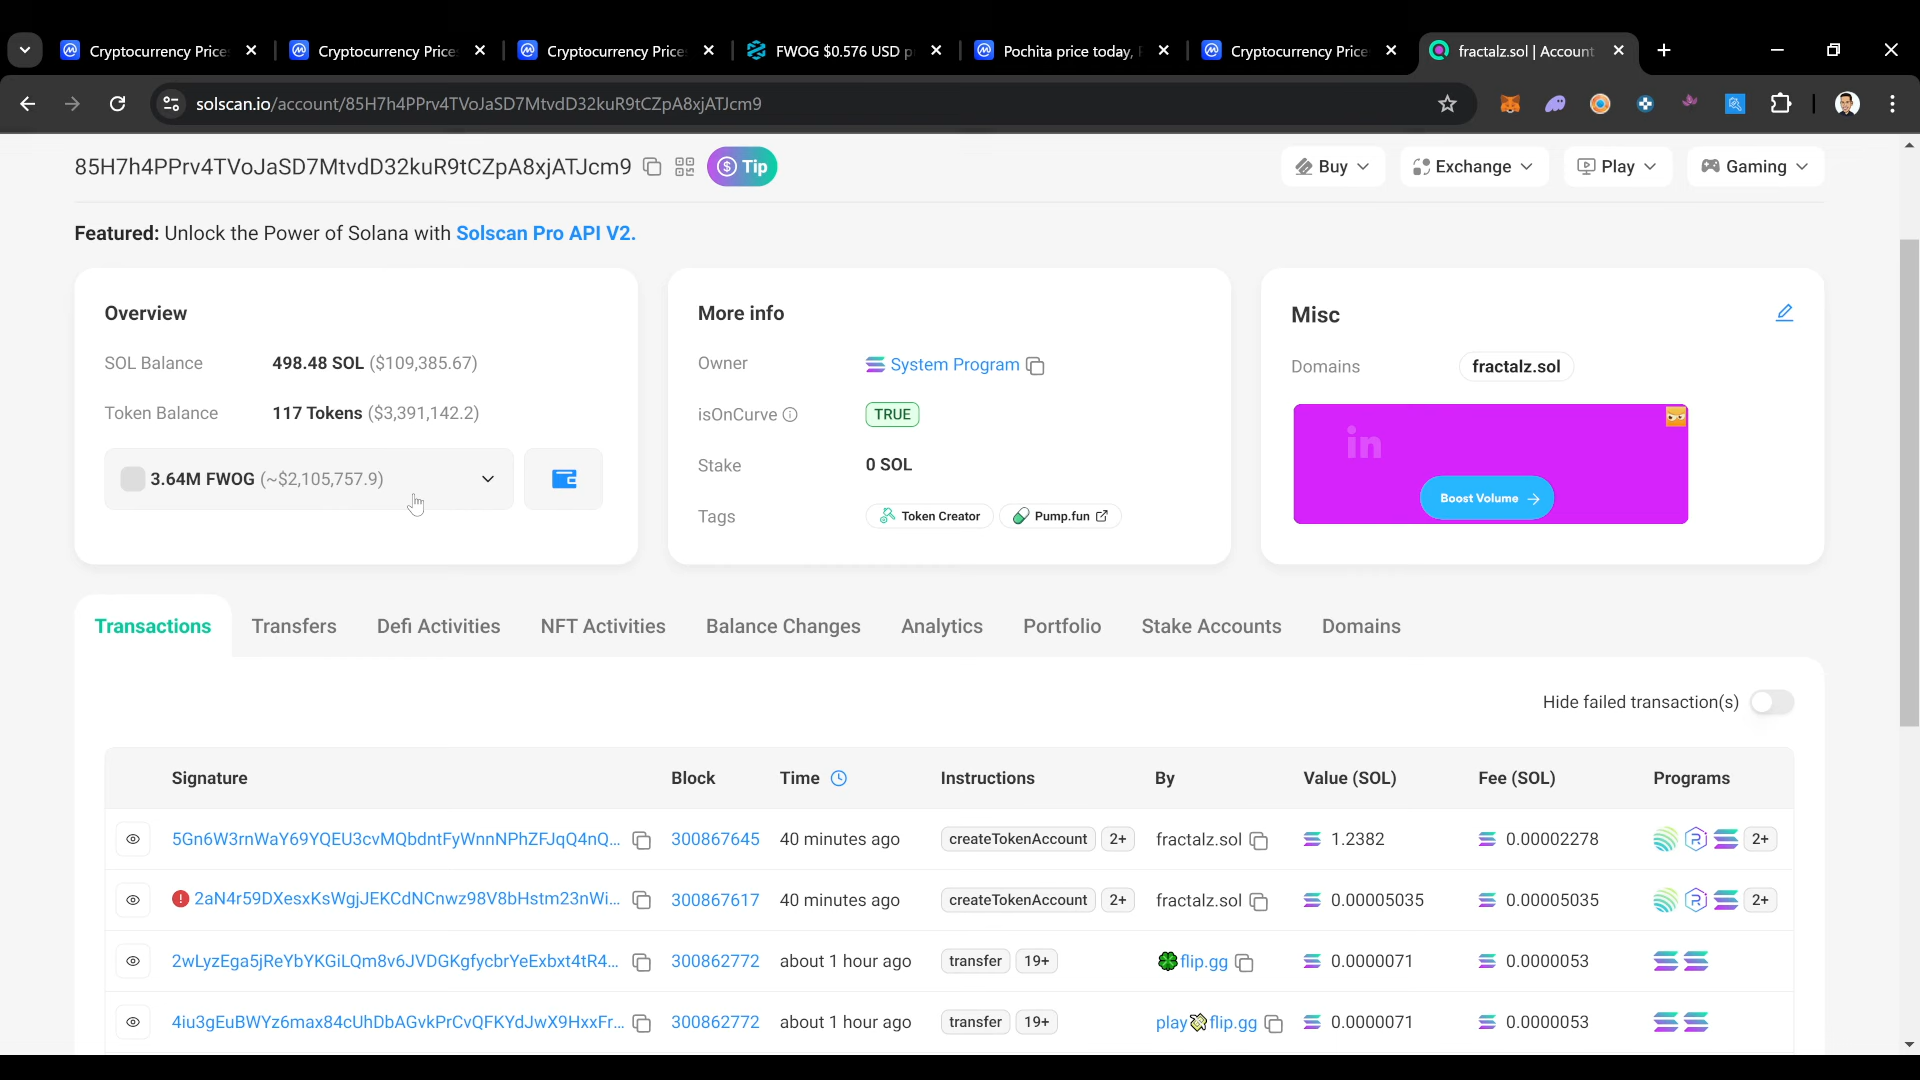 Cryptocurrency Price
Cryptocurrency Price
Cryptocurrency Price
FWOG $0.576 USD p
Pochita price today,
Cryptocurrency Price
fractalz.sol | Account
solscan.io/account/85H7h4PPrv4TVoJaSD7MtvdD32kuR9tCZpA8xjATJcm9
85H7h4PPrv4TVoJaSD7MtvdD32kuR9tCZpA8xjATJcm9
Tip
Buy
Exchange
Play
Gaming
Featured: Unlock the Power of Solana with Solscan Pro API V2.
Overview
SOL Balance
498.48 SOL ($109,385.67)
Token Balance
117 Tokens ($3,391,142.2)
3.64M FWOG (~$2,105,757.9)
More info
Owner
System Program
isOnCurve
TRUE
Stake
0 SOL
Tags
Token Creator
Pump.fun
Misc
Domains
fractalz.sol
in
Boost Volume
Transactions
Transfers
Defi Activities
NFT Activities
Balance Changes
Analytics
Portfolio
Stake Accounts
Domains
Hide failed transaction(s)
Signature Block Time Instructions By Value (SOL) Fee (SOL) Programs
5Gn6W3rnWaY69YQEU3cvMQbdntFyWnnNPhZFJqQ4nQ... 300867645 40 minutes ago createTokenAccount 2+ fractalz.sol 1.2382 0.00002278 2+
2aN4r59DXesxKsWgjJEKCdNCnwz98V8bHstm23nWi... 300867617 40 minutes ago createTokenAccount 2+ fractalz.sol 0.00005035 0.00005035 2+
2wLyzEga5jReYbYKGiLQm8v6JVDGKgfycbrYeExbxt4tR4... 300862772 about 1 hour ago transfer 19+ flip.gg 0.0000071 0.0000053
4iu3gEuBWYz6max84cUhDbAGvkPrCvQFKYdJwX9HxxFr... 300862772 about 1 hour ago transfer 19+ play flip.gg 0.0000071 0.0000053